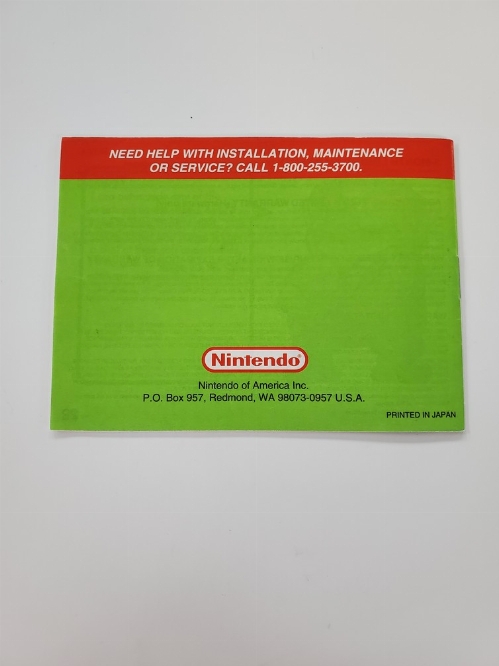 NEED HELP WITH INSTALLATION, MAINTENANCE
OR SERVICE? CALL 1-800-255-3700.
Nintendo®
Nintendo of America Inc.
P.O. Box 957, Redmond, WA 98073-0957 U.S.A.
PRINTED IN JAPAN